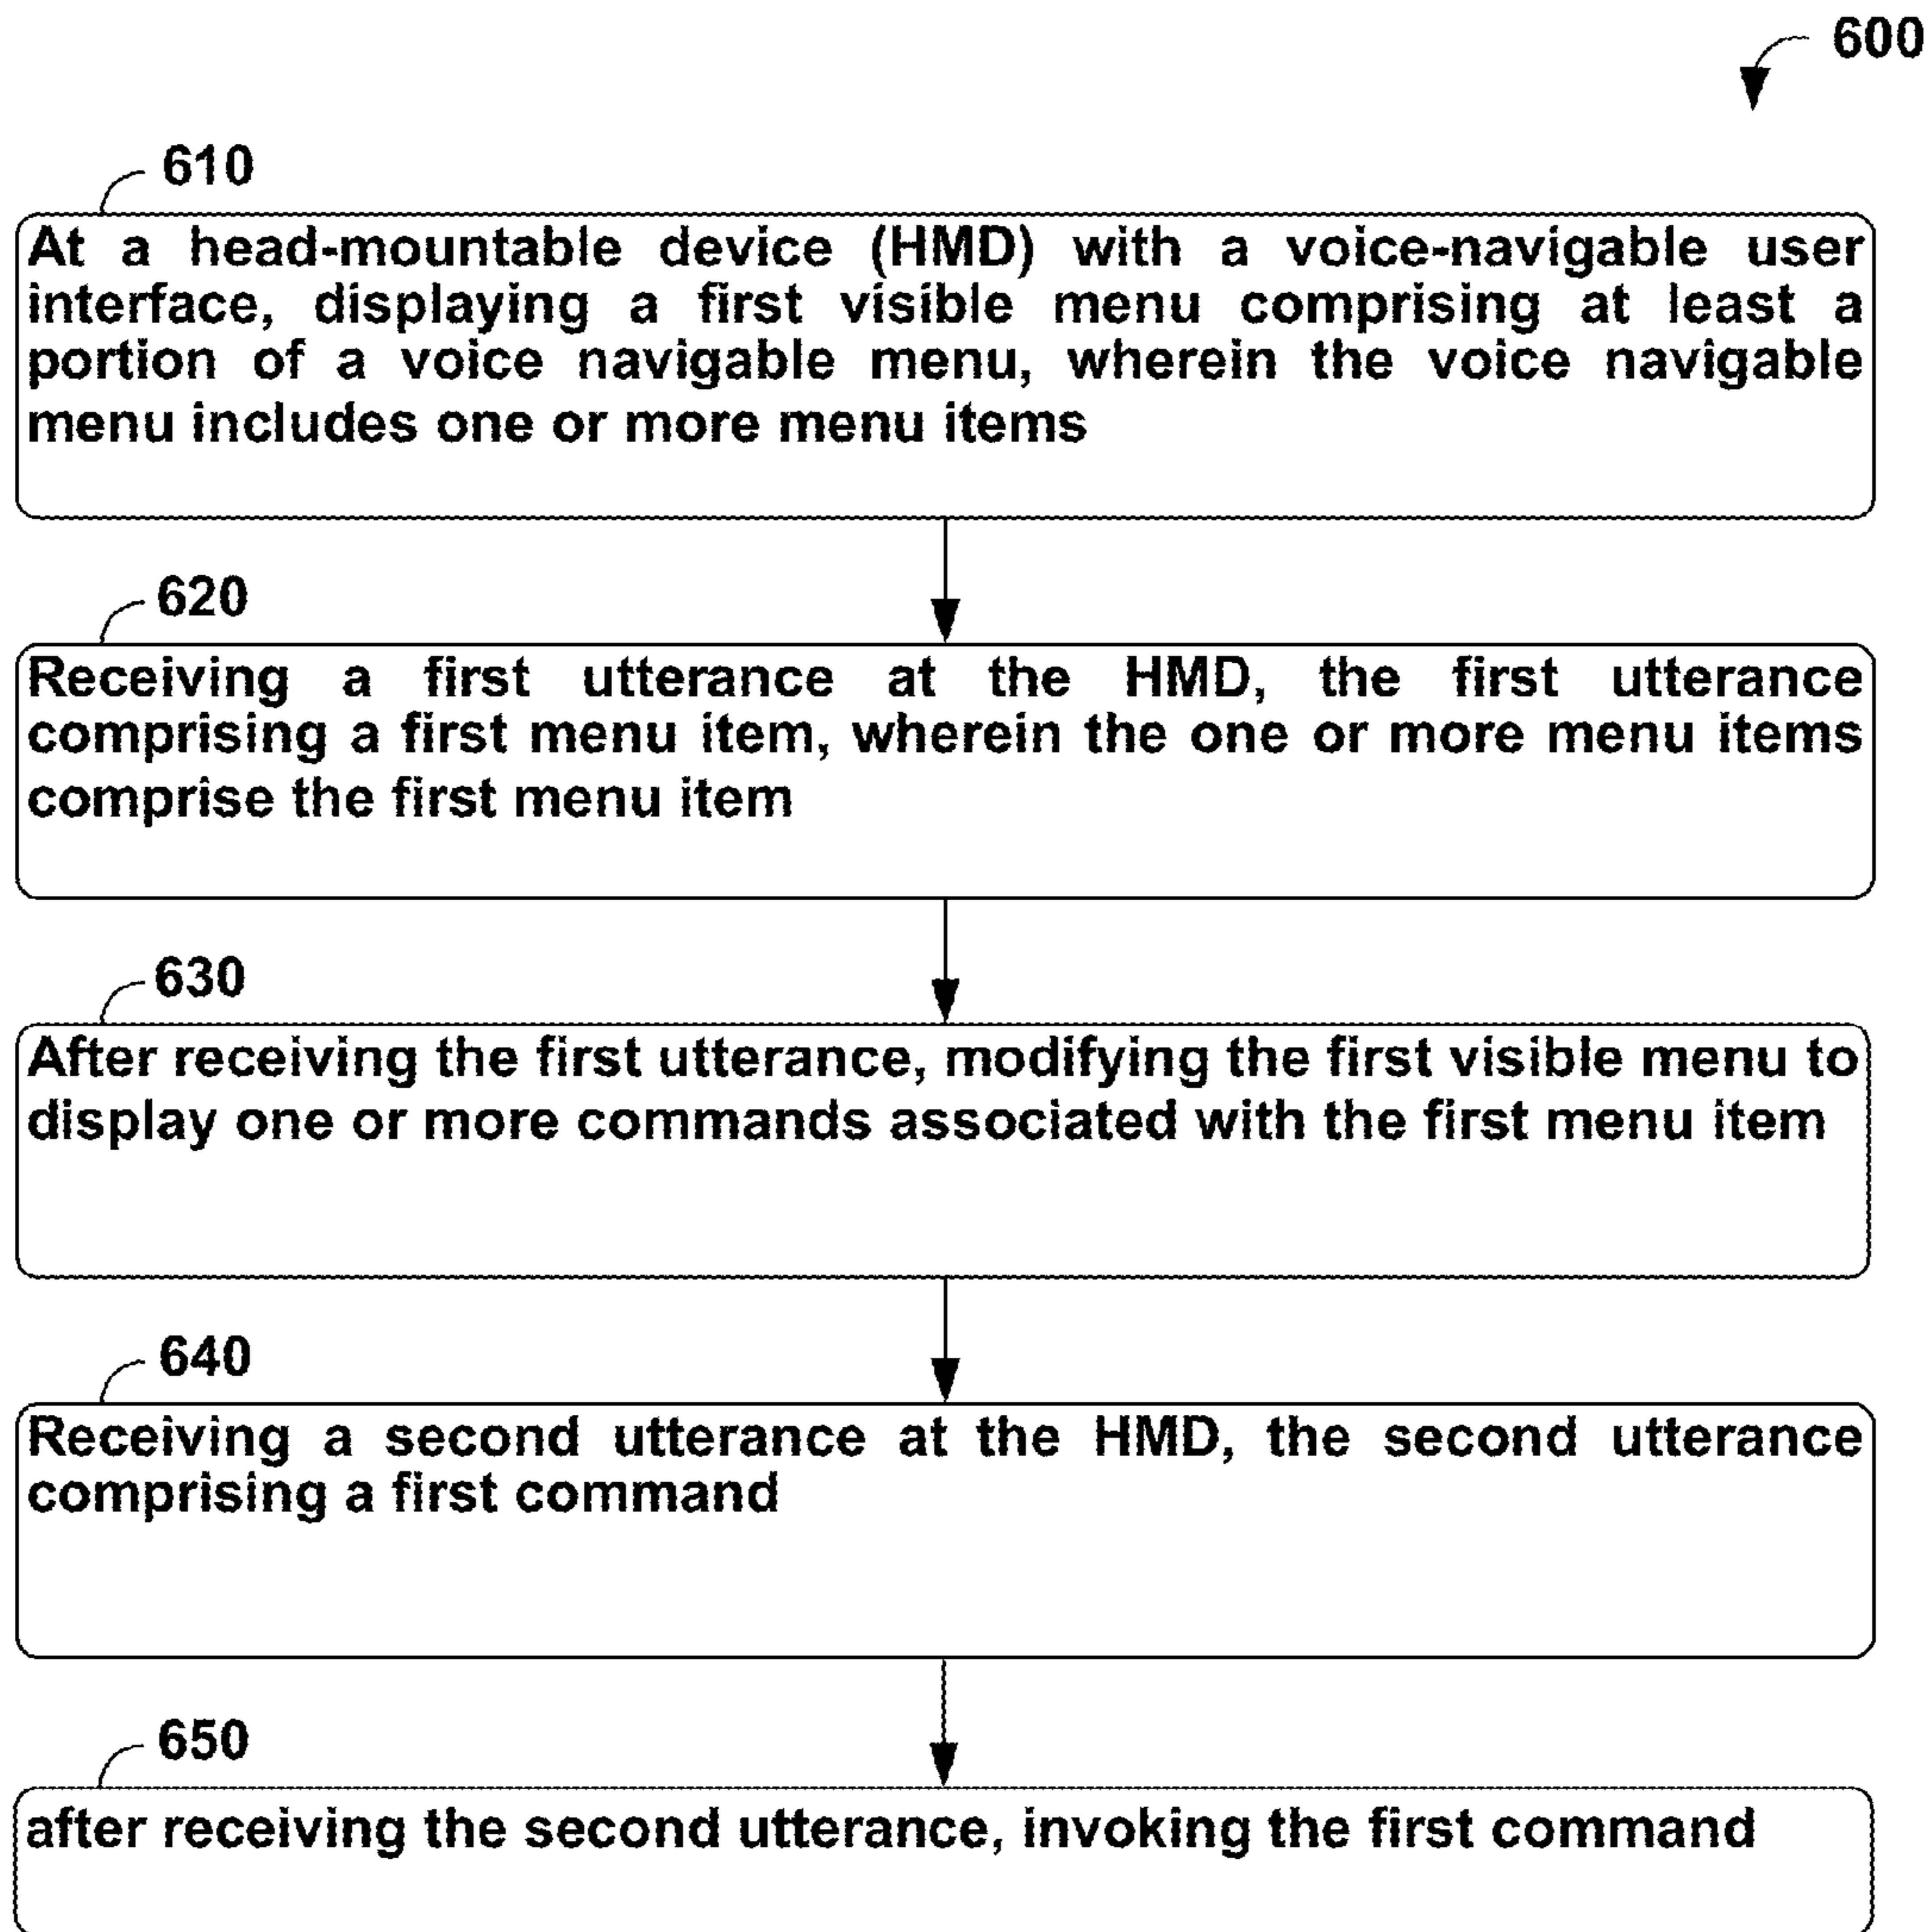 600
610
At a head-mountable device (HMD) with a voice-navigable user
interface, displaying a first visible menu comprising at least a
portion of a voice navigable menu, wherein the voice navigable
menu includes one or more menu items
620
Receiving a first utterance at the HMD, the first utterance
comprising a first menu item, wherein the one or more menu items
comprise the first menu item
630
After receiving the first utterance, modifying the first visible menu to
display one or more commands associated with the first menu item
640
Receiving a second utterance at the HMD, the second utterance
comprising a first command
650
after receiving the second utterance, invoking the first command